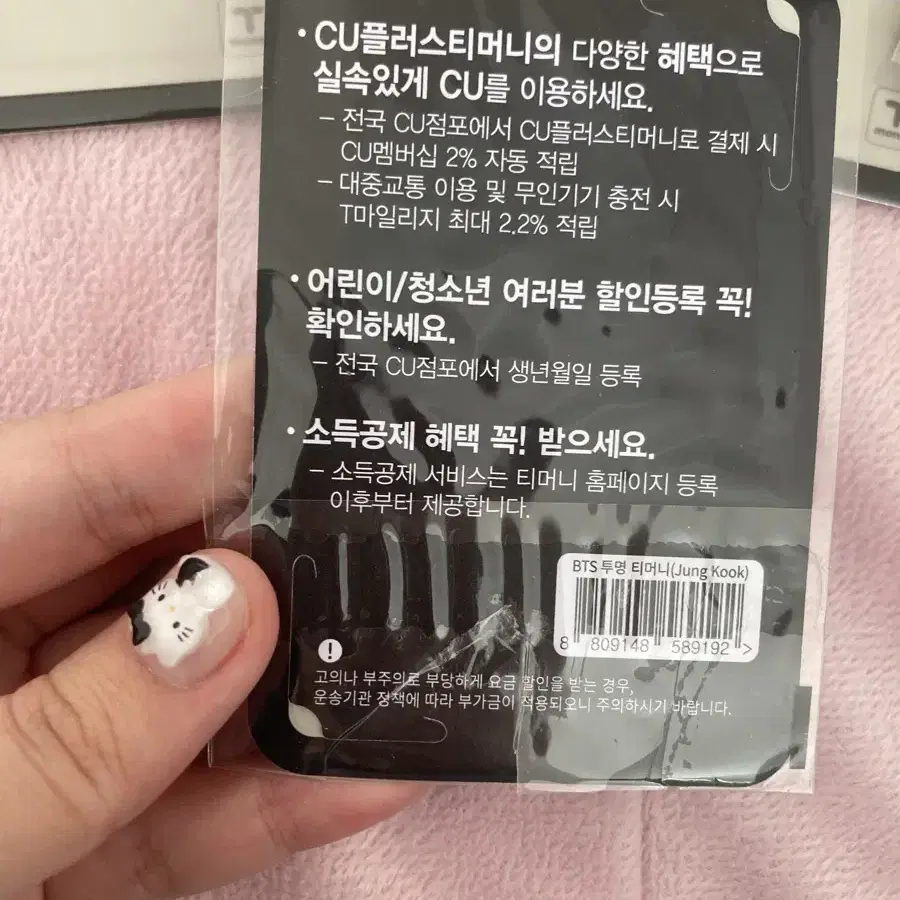 • CU플러스티머니의 다양한 혜택으로
실속있게 CU를 이용하세요.
– 전국 CU점포에서 CU플러스티머니로 결제 시
CU멤버십 2% 자동 적립
– 대중교통 이용 및 무인기기 충전 시
T마일리지 최대 2.2% 적립
• 어린이/청소년 여러분 할인등록 꼭!
확인하세요.
– 전국 CU점포에서 생년월일 등록
• 소득공제 혜택 꼭! 받으세요.
– 소득공제 서비스는 티머니 홈페이지 등록
이후부터 제공합니다.
BTS 투명 티머니(Jung Kook)
8 809148 589192 >
!
고의나 부주의로 부당하게 요금 할인을 받는 경우,
운송기관 정책에 따라 부가금이 적용되오니 주의하시기 바랍니다.